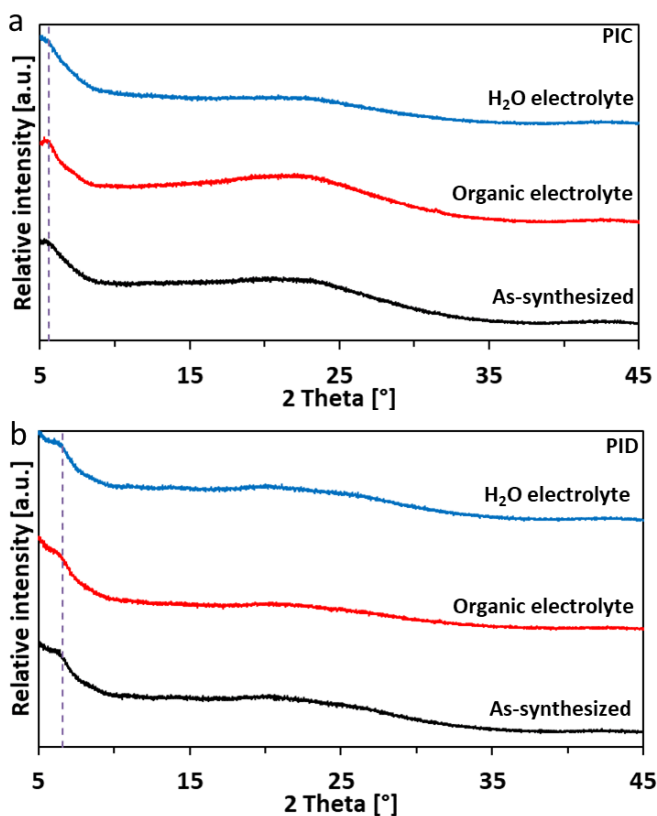 a
PIC
H₂O electrolyte
Organic electrolyte
As-synthesized
Relative intensity [a.u.]
5 15 25 35 45
2 Theta [°]
b
PID
H₂O electrolyte
Organic electrolyte
As-synthesized
Relative intensity [a.u.]
5 15 25 35 45
2 Theta [°]